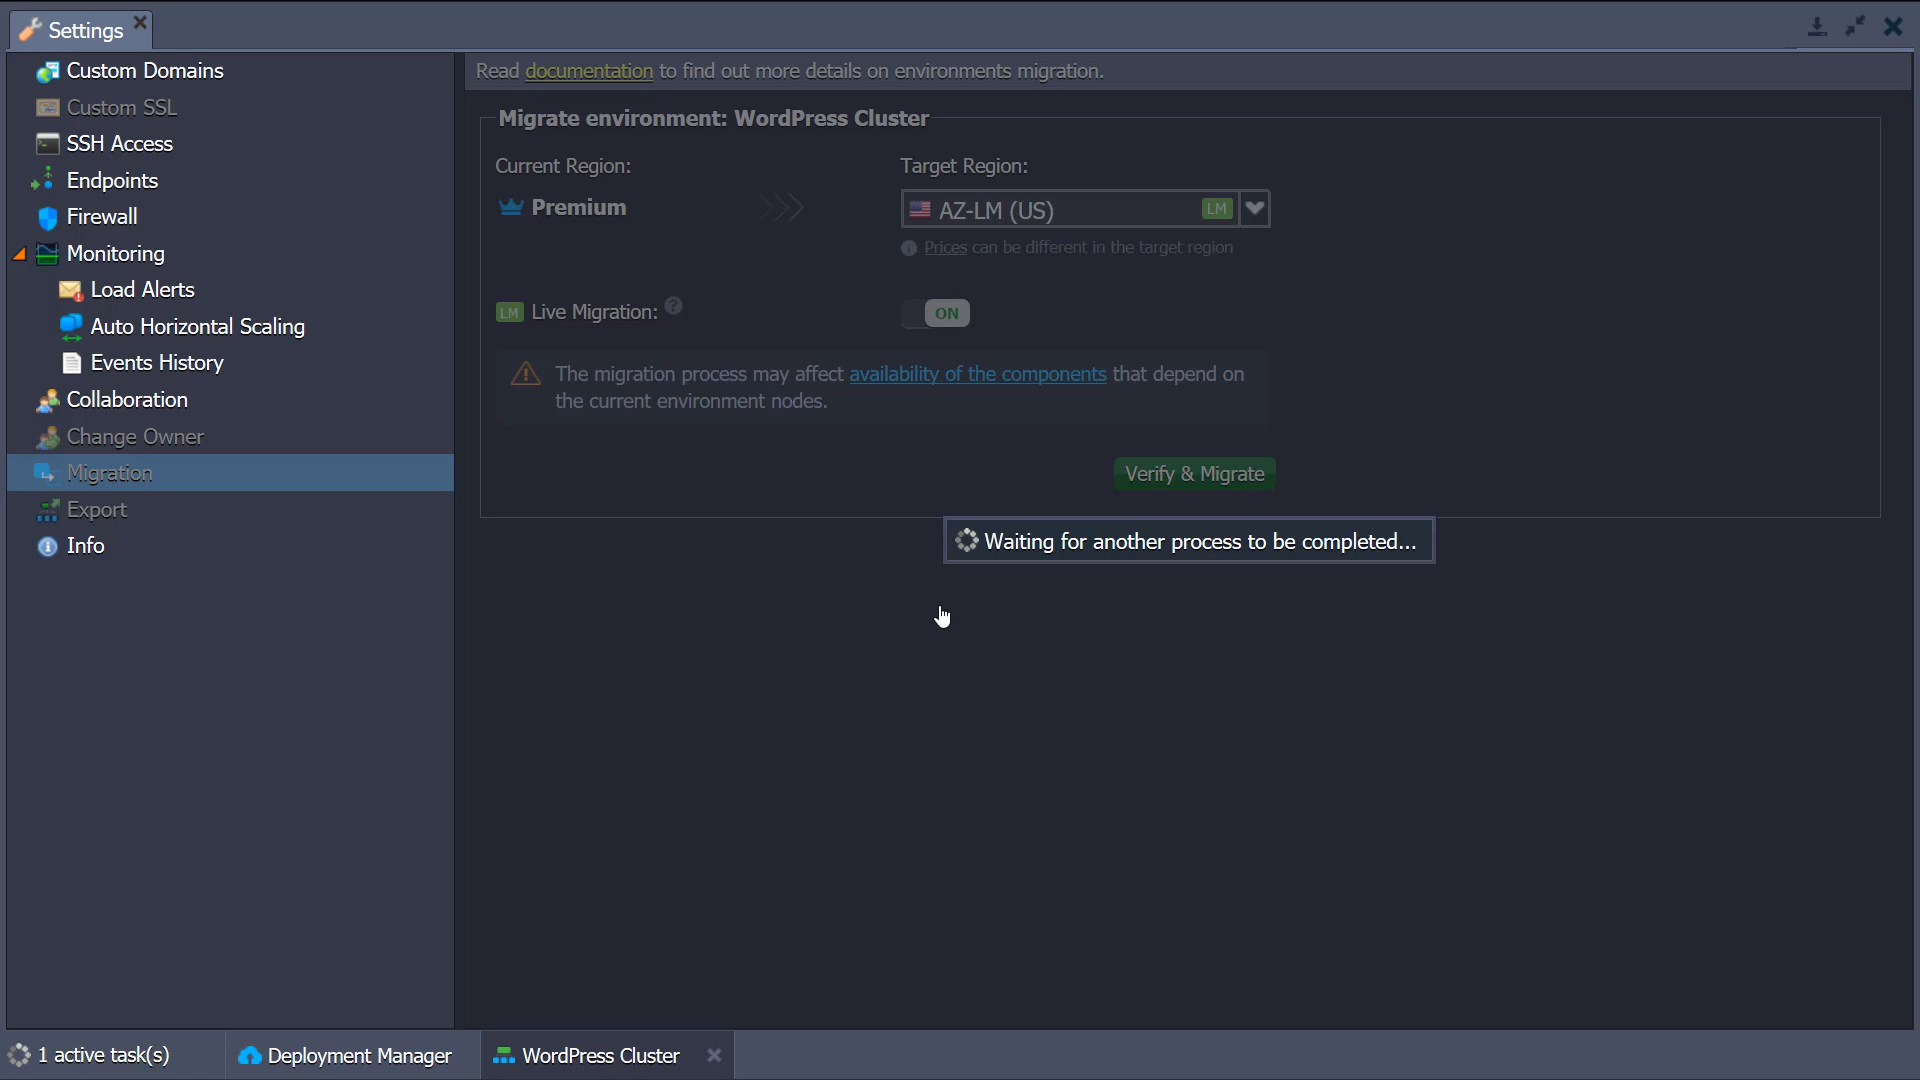 Settings
Custom Domains
Custom SSL
SSH Access
Endpoints
Firewall
Monitoring
Load Alerts
Auto Horizontal Scaling
Events History
Collaboration
Change Owner
Migration
Export
Info
Read documentation to find out more details on environments migration.
Migrate environment: WordPress Cluster
Current Region:
Premium
Target Region:
AZ-LM (US) LM
Prices can be different in the target region
LM Live Migration:
ON
The migration process may affect availability of the components that depend on
the current environment nodes.
Verify & Migrate
Waiting for another process to be completed...
1 active task(s)
Deployment Manager
WordPress Cluster